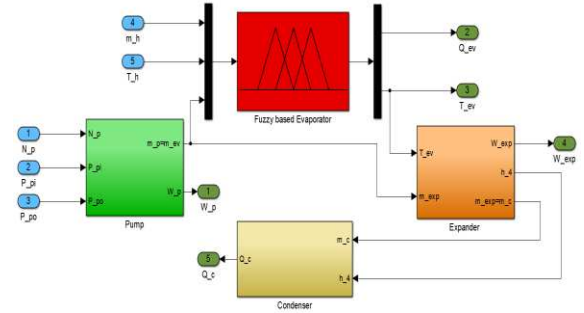 4
m_h
2
Q_ev
5
T_h
3
T_ev
Fuzzy based Evaporator
1
N_p
2
P_pi
3
P_po
N_p
P_pi
P_po
m_p=m_ev
W_p
Pump
1
W_p
T_ev
m_exp
W_exp
h_4
m_exp=m_c
Expander
4
W_exp
5
Q_c
Q_c
m_c
h_4
Condenser